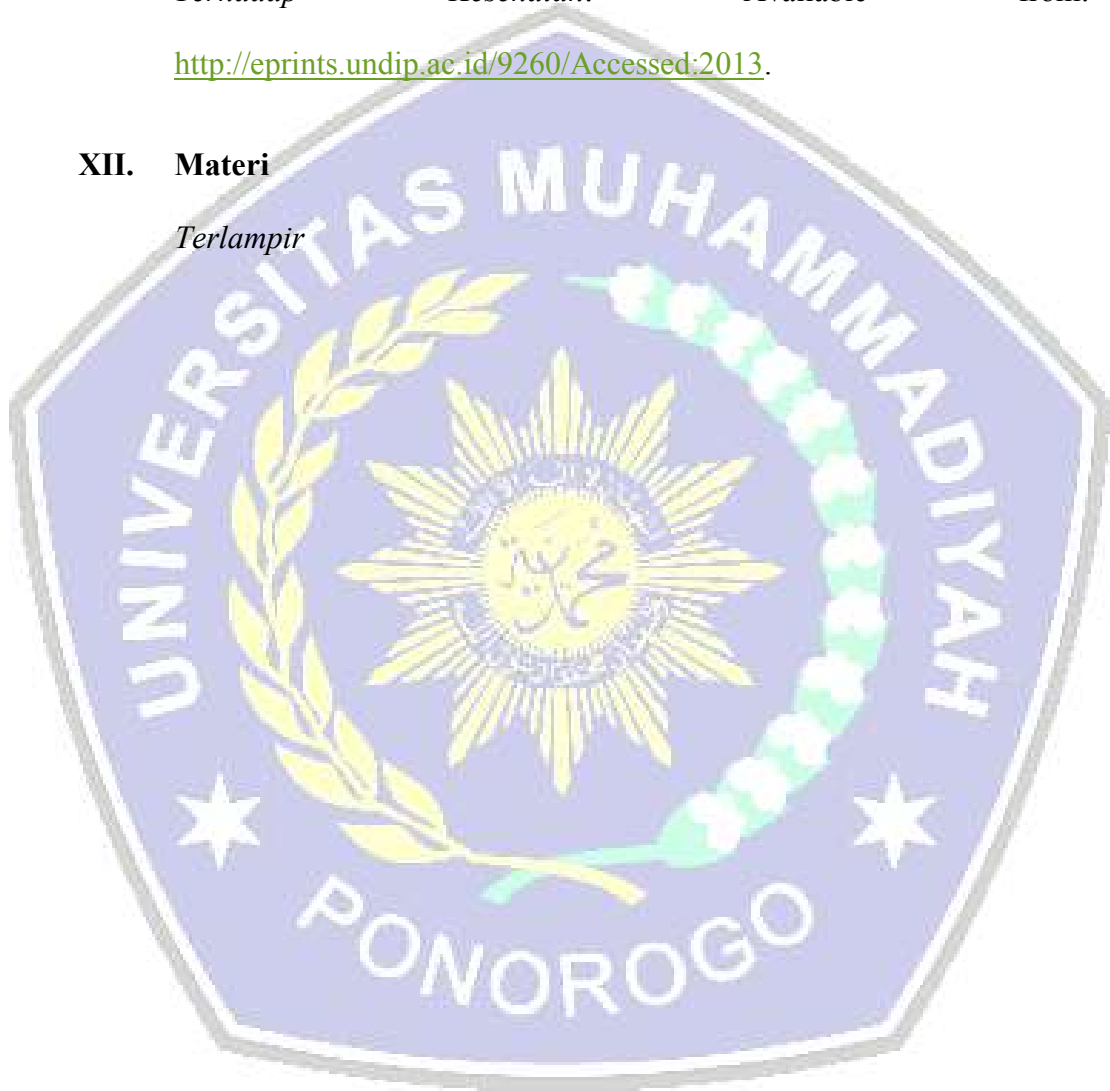 Terhadap Kesehatan. Available from:
http://eprints.undip.ac.id/9260/Accessed:2013.
XII. Materi
Terlampir
UNIVERSITAS MUHAMMADIYAH
PONOROGO